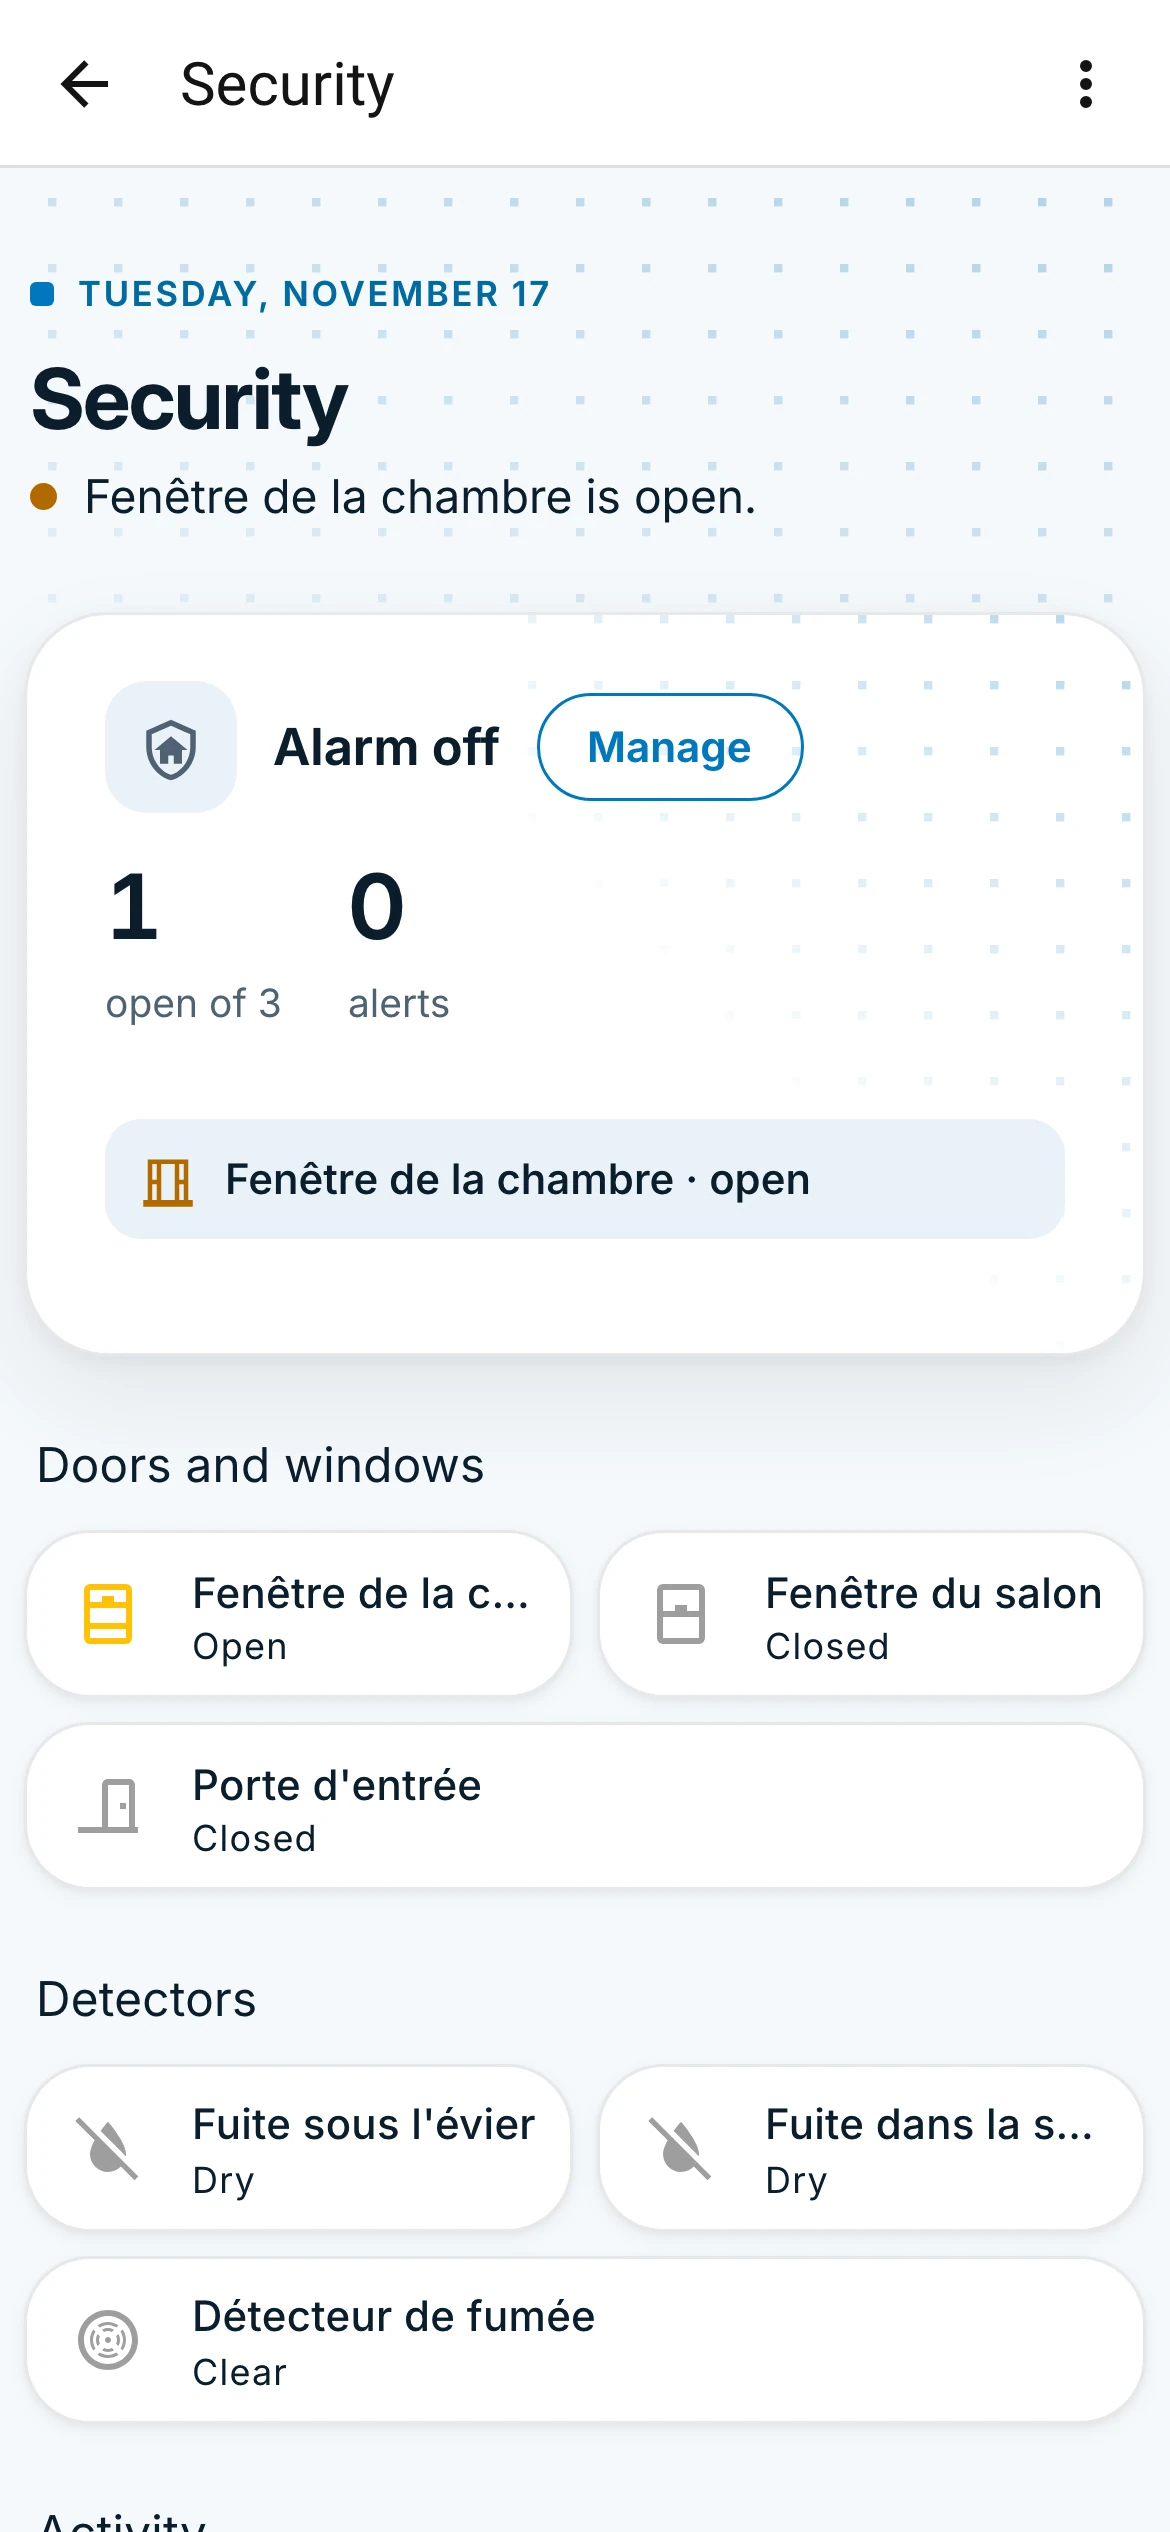 Security
TUESDAY, NOVEMBER 17
Security
Fenêtre de la chambre is open.
Alarm off
Manage
1
0
open of 3
alerts
Fenêtre de la chambre · open
Doors and windows
Fenêtre de la c...
Open
Fenêtre du salon
Closed
Porte d'entrée
Closed
Detectors
Fuite sous l'évier
Dry
Fuite dans la s...
Dry
Détecteur de fumée
Clear
Activity